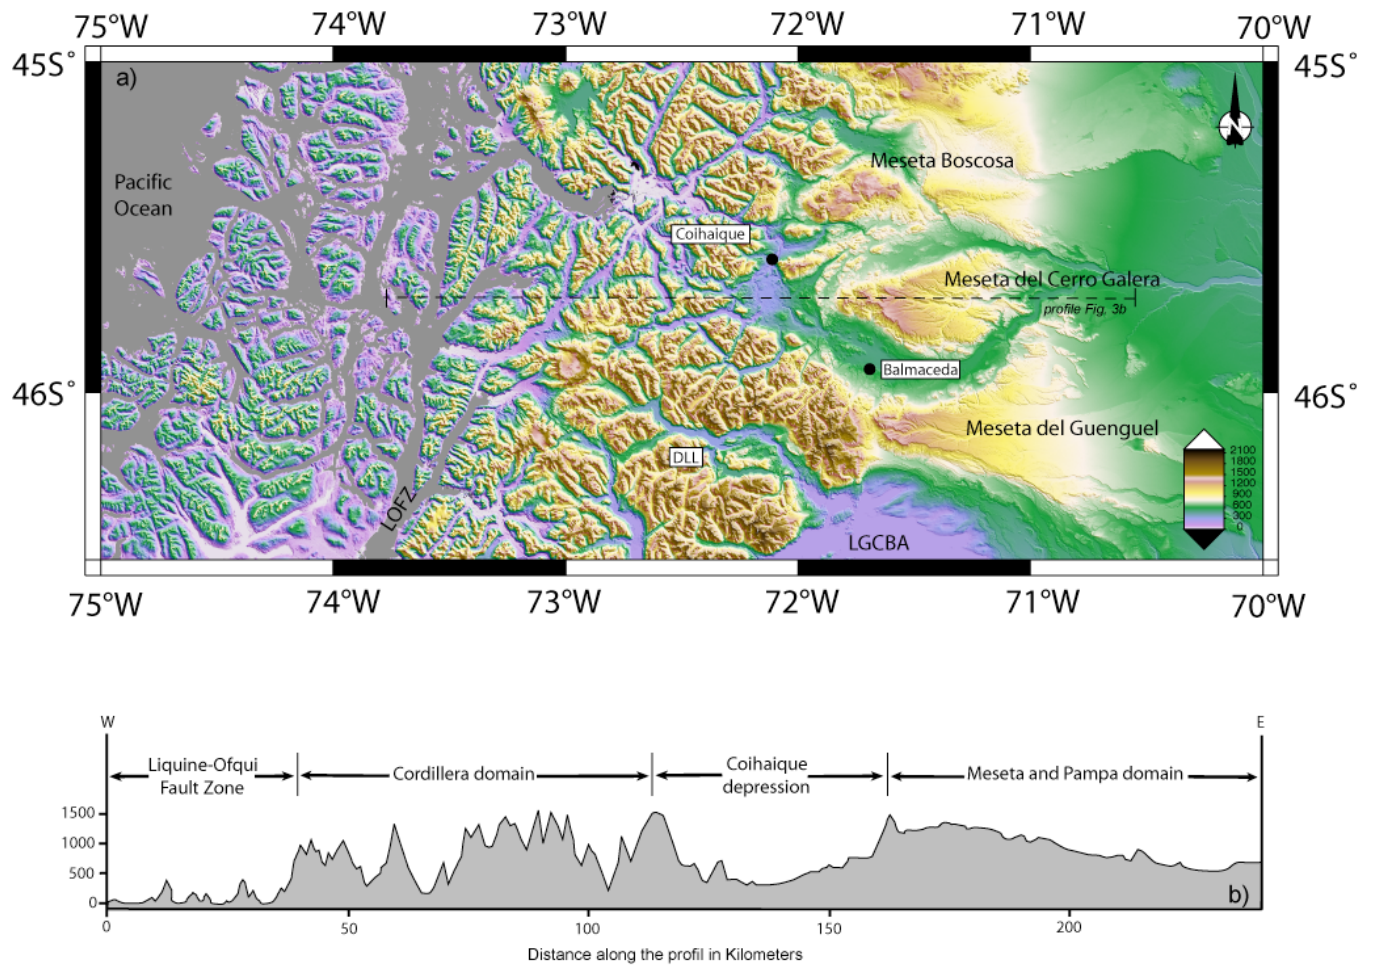 75°W 74°W 73°W 72°W 71°W 70°W
45S° 45S°
a)
N
Pacific
Ocean
Meseta Boscosa
Coihaique
Meseta del Cerro Galera
profile Fig. 3b
Balmaceda
46S° 46S°
Meseta del Guenguel
DLL
2100
1800
1500
1200
900
600
300
0
LOFZ
LGCBA
75°W 74°W 73°W 72°W 71°W 70°W
W E
Liquine-Ofqui
Fault Zone
Cordillera domain
Coihaique
depression
Meseta and Pampa domain
1500
1000
500
0
b)
0 50 100 150 200
Distance along the profil in Kilometers